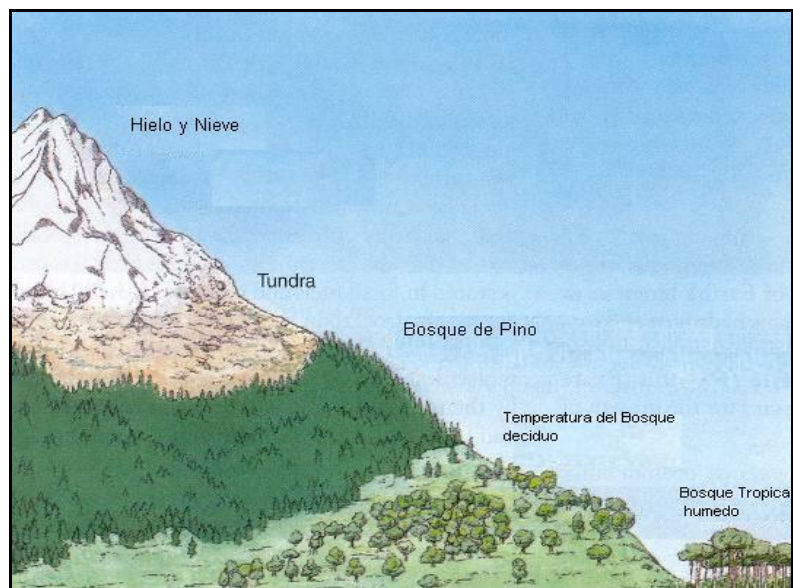 Hielo y Nieve
Tundra
Bosque de Pino
Temperatura del Bosque
deciduo
Bosque Tropica
humedo